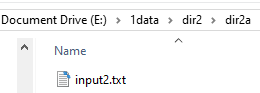 Document Drive (E:) > 1data > dir2 > dir2a
Name
input2.txt